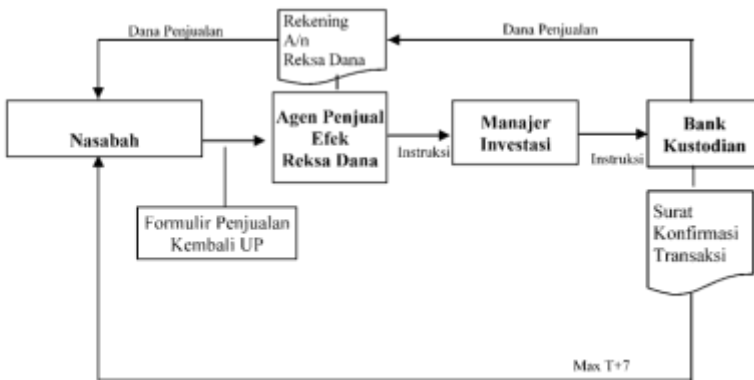 Dana Penjualan
Rekening
A/n
Reksa Dana
Dana Penjualan
Nasabah
Agen Penjual
Efek
Reksa Dana
Instruksi
Manajer
Investasi
Instruksi
Bank
Kustodian
Formulir Penjualan
Kembali UP
Surat
Konfirmasi
Transaksi
Max T+7